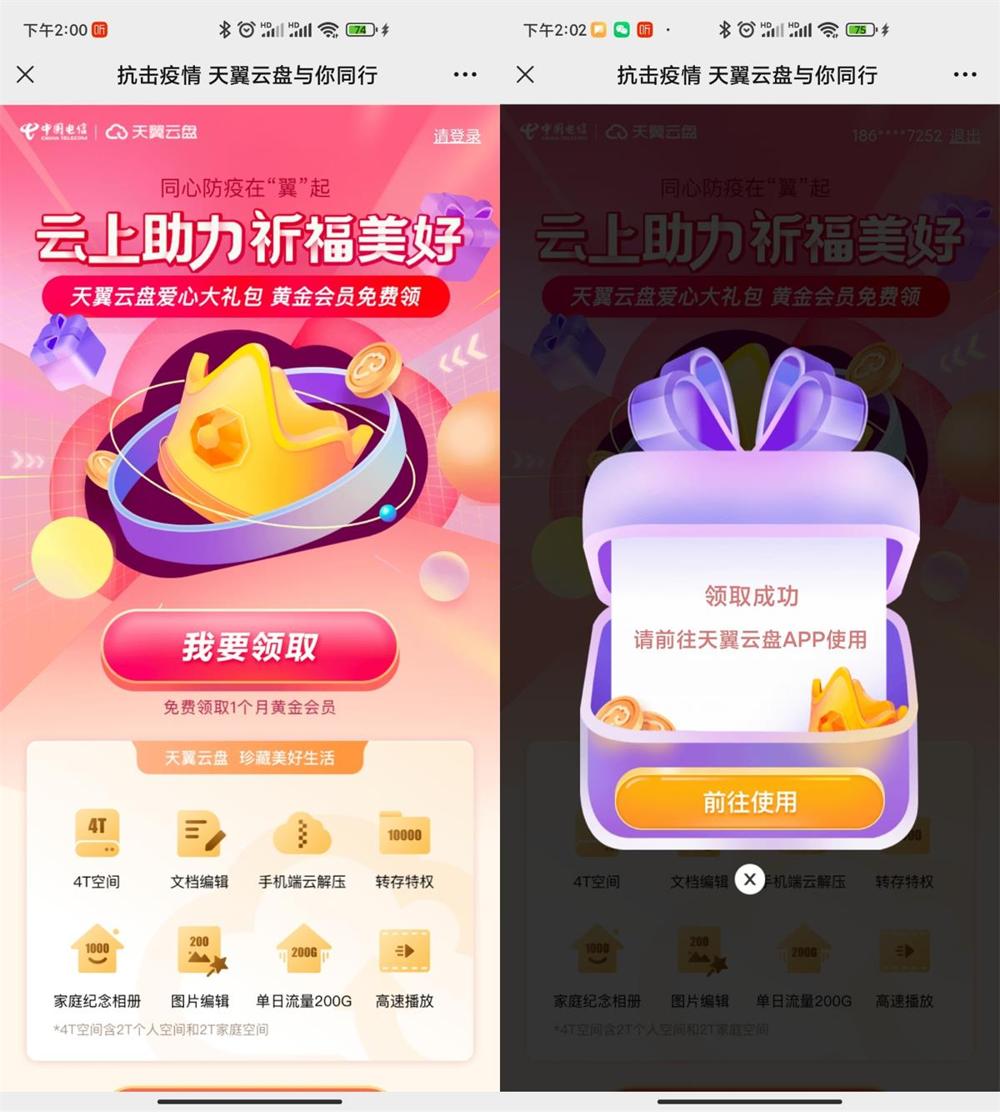 下午2:00 听 HD HD 74
抗击疫情 天翼云盘与你同行
中国电信 CHINA TELECOM 天翼云盘
请登录
同心防疫在“翼”起
云上助力祈福美好
天翼云盘爱心大礼包 黄金会员免费领
我要领取
免费领取1个月黄金会员
天翼云盘 珍藏美好生活
4T 10000
4T空间 文档编辑 手机端云解压 转存特权
1000 200 200G
家庭纪念相册 图片编辑 单日流量200G 高速播放
*4T空间含2T个人空间和2T家庭空间
下午2:02 听 HD HD 75
抗击疫情 天翼云盘与你同行
中国电信 CHINA TELECOM 天翼云盘
186****7252 退出
同心防疫在“翼”起
云上助力祈福美好
天翼云盘爱心大礼包 黄金会员免费领
领取成功
请前往天翼云盘APP使用
前往使用
X
4T空间 文档编辑 手机端云解压 转存特权
1000 200 200G
家庭纪念相册 图片编辑 单日流量200G 高速播放
*4T空间含2T个人空间和2T家庭空间